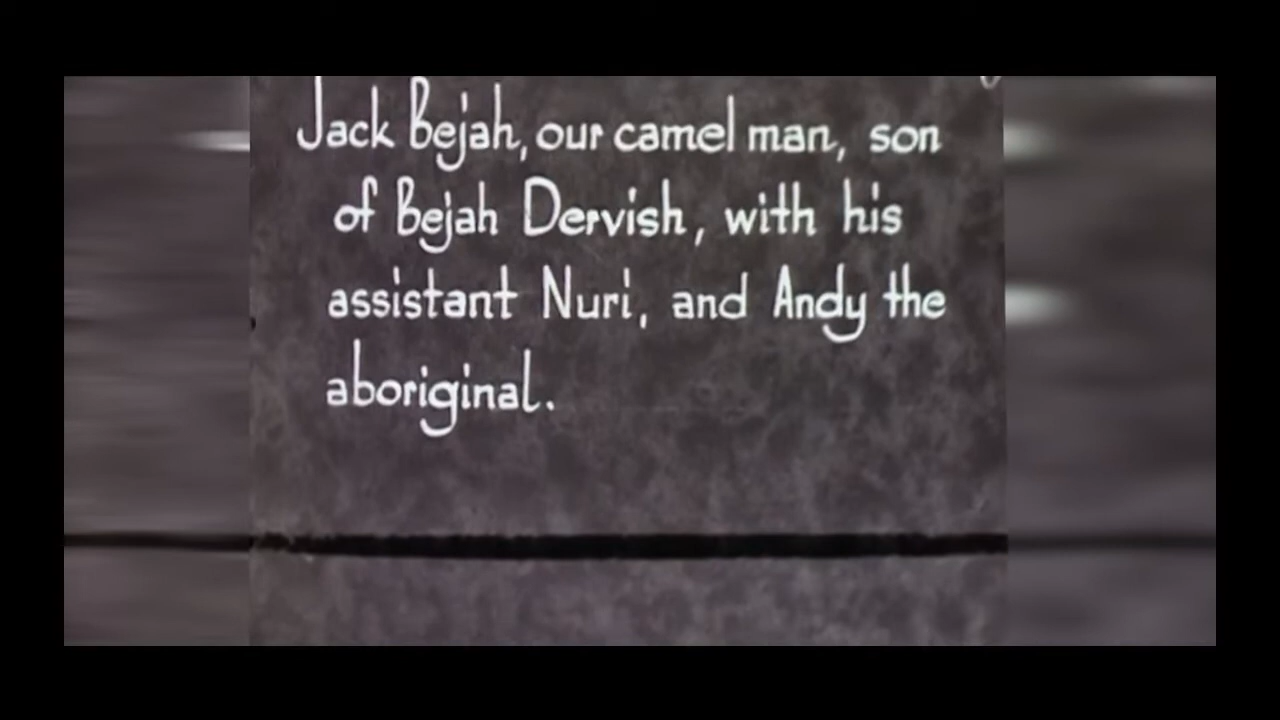 Jack Bejah, our camel man, son
of Bejah Dervish, with his
assistant Nuri, and Andy the
aboriginal.